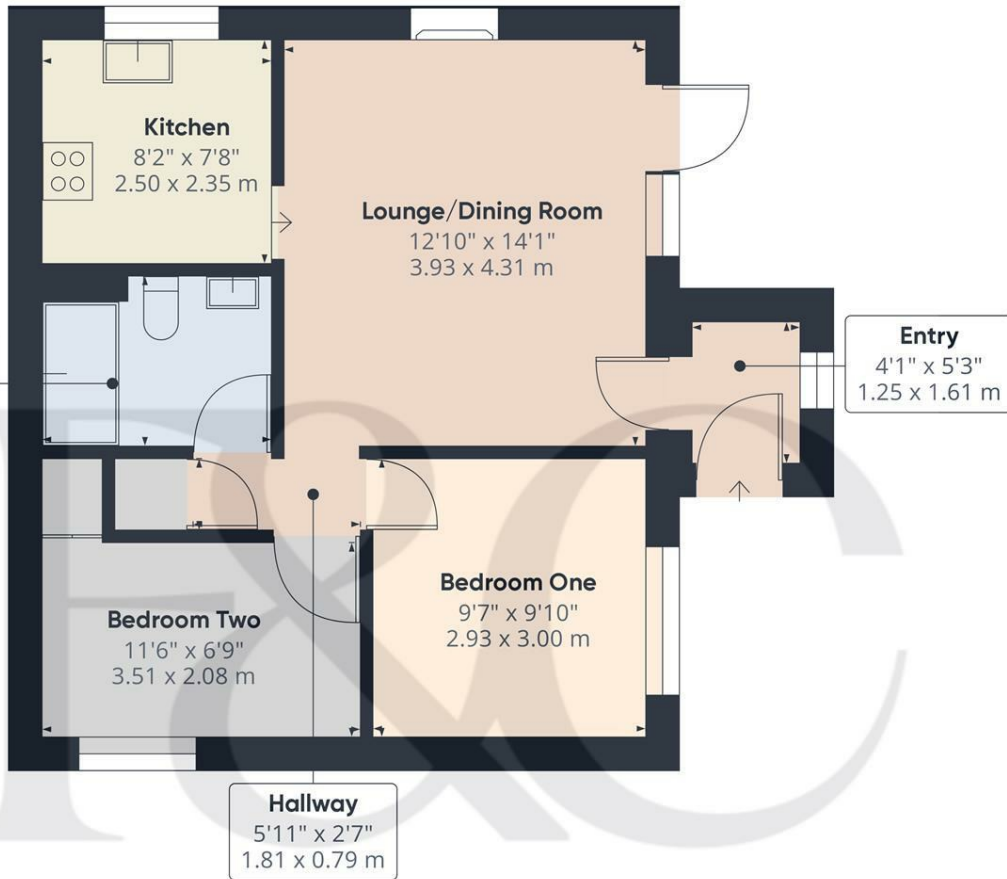 Kitchen
8'2" x 7'8"
2.50 x 2.35 m
Lounge/Dining Room
12'10" x 14'1"
3.93 x 4.31 m
Entry
4'1" x 5'3"
1.25 x 1.61 m
Bedroom One
9'7" x 9'10"
2.93 x 3.00 m
Bedroom Two
11'6" x 6'9"
3.51 x 2.08 m
Hallway
5'11" x 2'7"
1.81 x 0.79 m
F&C